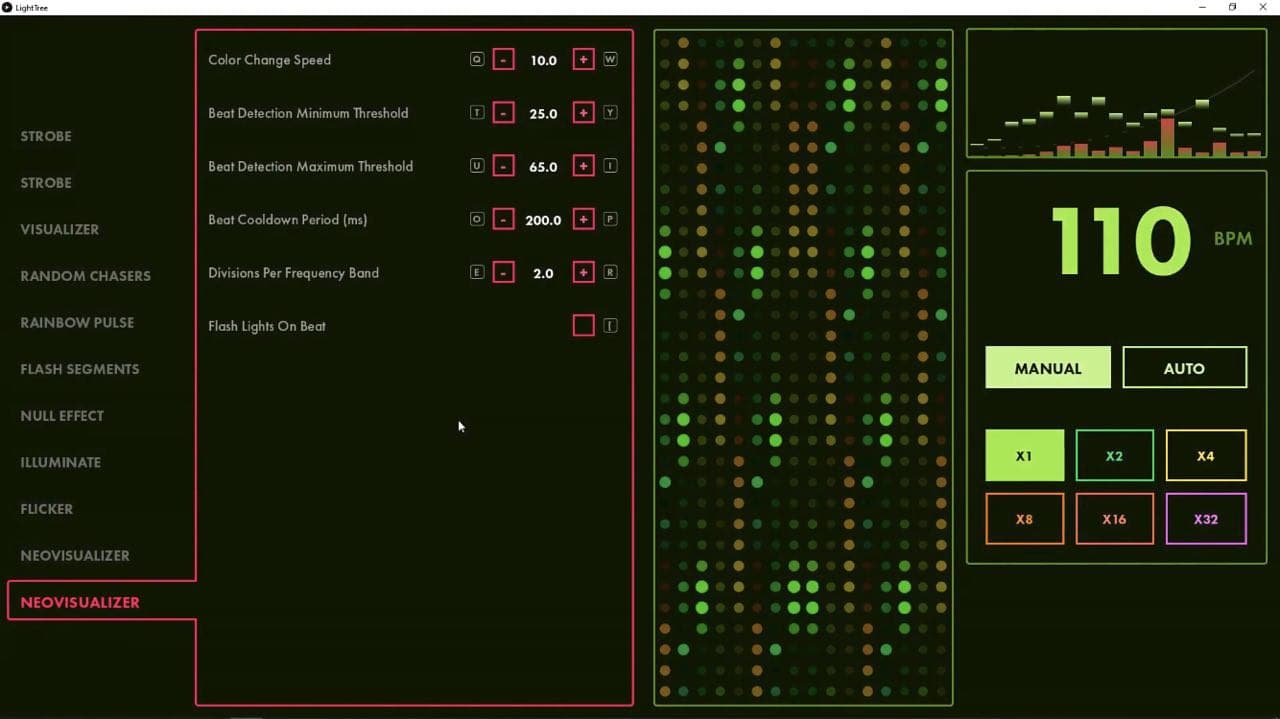 LightTree
STROBE
STROBE
VISUALIZER
RANDOM CHASERS
RAINBOW PULSE
FLASH SEGMENTS
NULL EFFECT
ILLUMINATE
FLICKER
NEOVISUALIZER
NEOVISUALIZER
Color Change Speed Q - 10.0 + W
Beat Detection Minimum Threshold T - 25.0 + Y
Beat Detection Maximum Threshold U - 65.0 + I
Beat Cooldown Period (ms) O - 200.0 + P
Divisions Per Frequency Band E - 2.0 + R
Flash Lights On Beat [
110 BPM
MANUAL AUTO
X1 X2 X4
X8 X16 X32